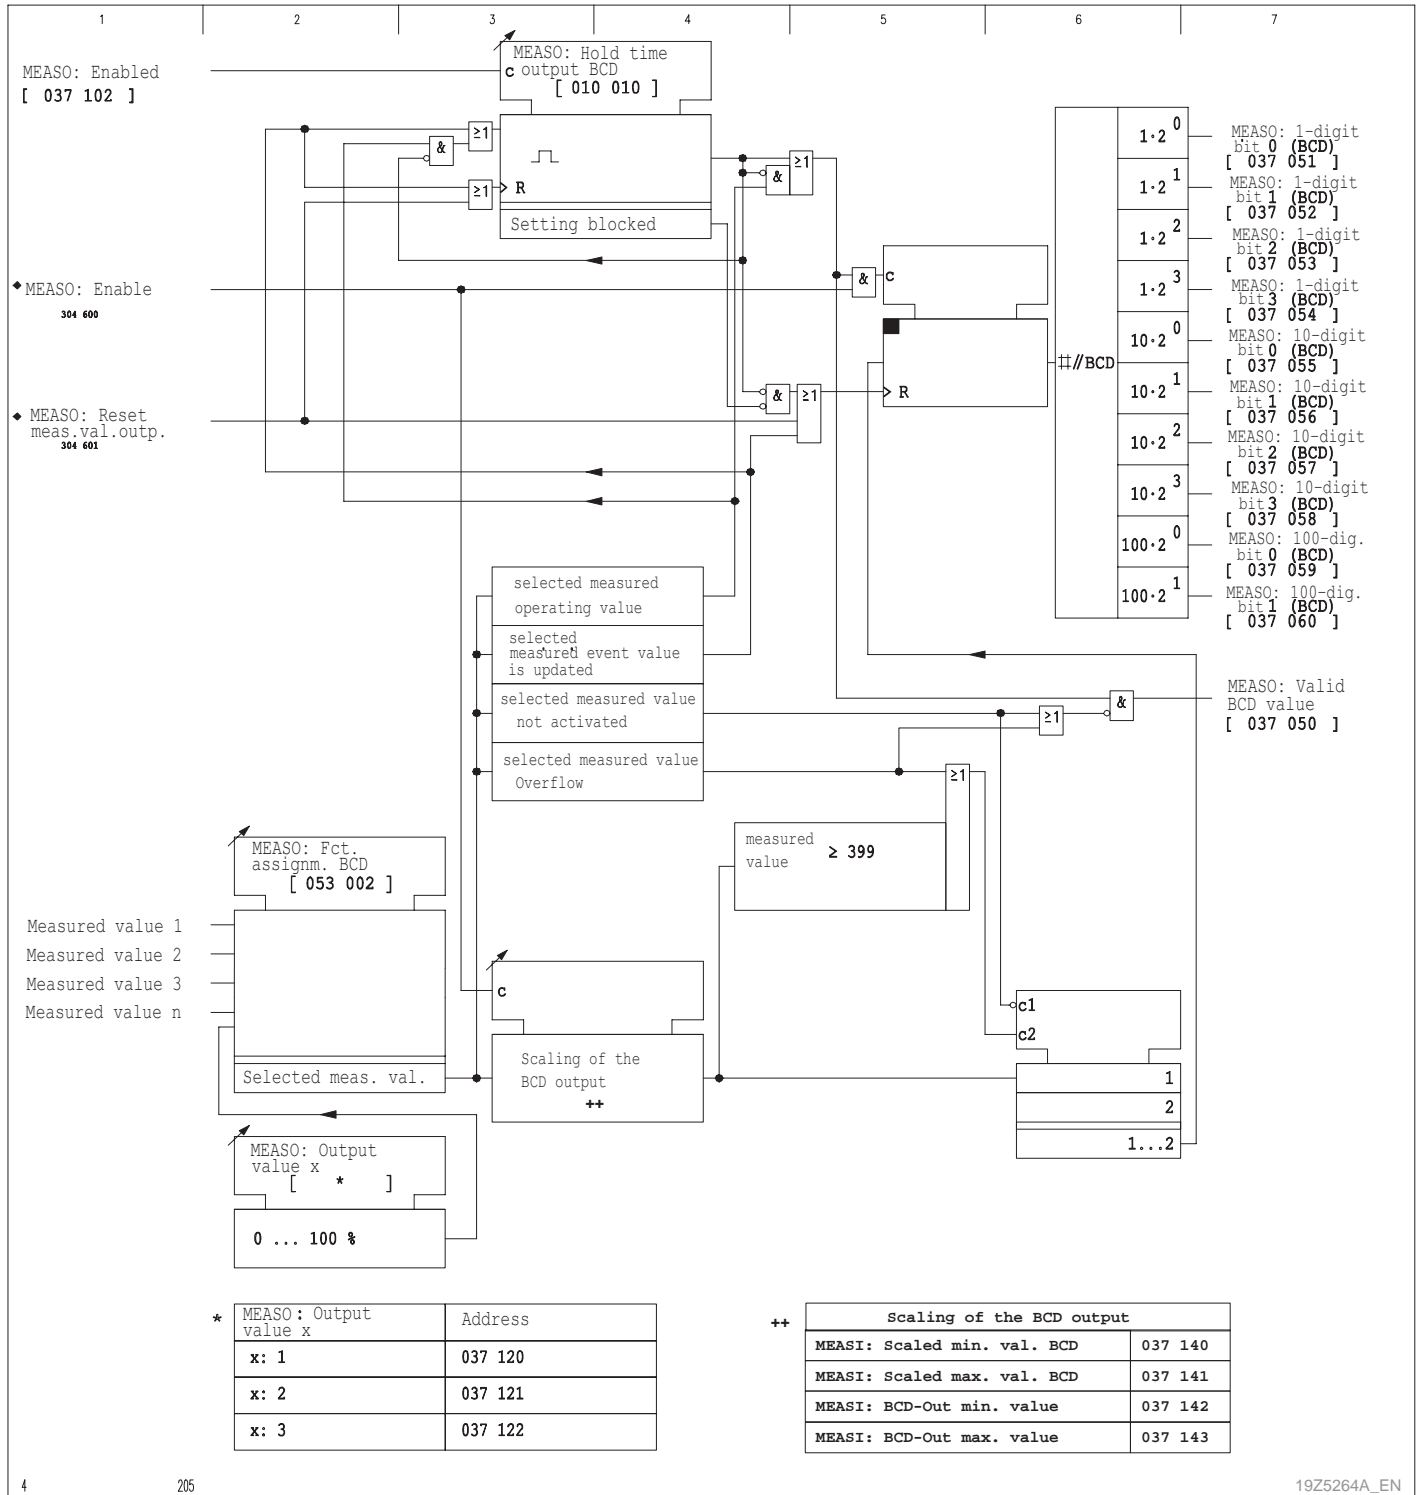 1 2 3 4 5 6 7
MEASO: Enabled
[ 037 102 ]
MEASO: Hold time
output BCD
c
[ 010 010 ]
≥1
&
≥1
R
Setting blocked
≥1
&
◆ MEASO: Enable
304 600
&
c
◆ MEASO: Reset
meas.val.outp.
304 601
&
≥1
R
#//BCD
1·2 0
MEASO: 1-digit
bit 0 (BCD)
[ 037 051 ]
1·2 1
MEASO: 1-digit
bit 1 (BCD)
[ 037 052 ]
1·2 2
MEASO: 1-digit
bit 2 (BCD)
[ 037 053 ]
1·2 3
MEASO: 1-digit
bit 3 (BCD)
[ 037 054 ]
10·2 0
MEASO: 10-digit
bit 0 (BCD)
[ 037 055 ]
10·2 1
MEASO: 10-digit
bit 1 (BCD)
[ 037 056 ]
10·2 2
MEASO: 10-digit
bit 2 (BCD)
[ 037 057 ]
10·2 3
MEASO: 10-digit
bit 3 (BCD)
[ 037 058 ]
100·2 0
MEASO: 100-dig.
bit 0 (BCD)
[ 037 059 ]
100·2 1
MEASO: 100-dig.
bit 1 (BCD)
[ 037 060 ]
selected measured
operating value
selected
measured event value
is updated
selected measured value
not activated
selected measured value
Overflow
≥1
&
MEASO: Valid
BCD value
[ 037 050 ]
≥1
measured
value ≥ 399
MEASO: Fct.
assignm. BCD
[ 053 002 ]
Measured value 1
Measured value 2
Measured value 3
Measured value n
Selected meas. val.
c
Scaling of the
BCD output
++
c1
c2
1
2
1...2
MEASO: Output
value x
[ * ]
0 ... 100 %
* MEASO: Output
value x
Address
x: 1 037 120
x: 2 037 121
x: 3 037 122
++ Scaling of the BCD output
MEASI: Scaled min. val. BCD 037 140
MEASI: Scaled max. val. BCD 037 141
MEASI: BCD-Out min. value 037 142
MEASI: BCD-Out max. value 037 143
4 205 19Z5264A_EN